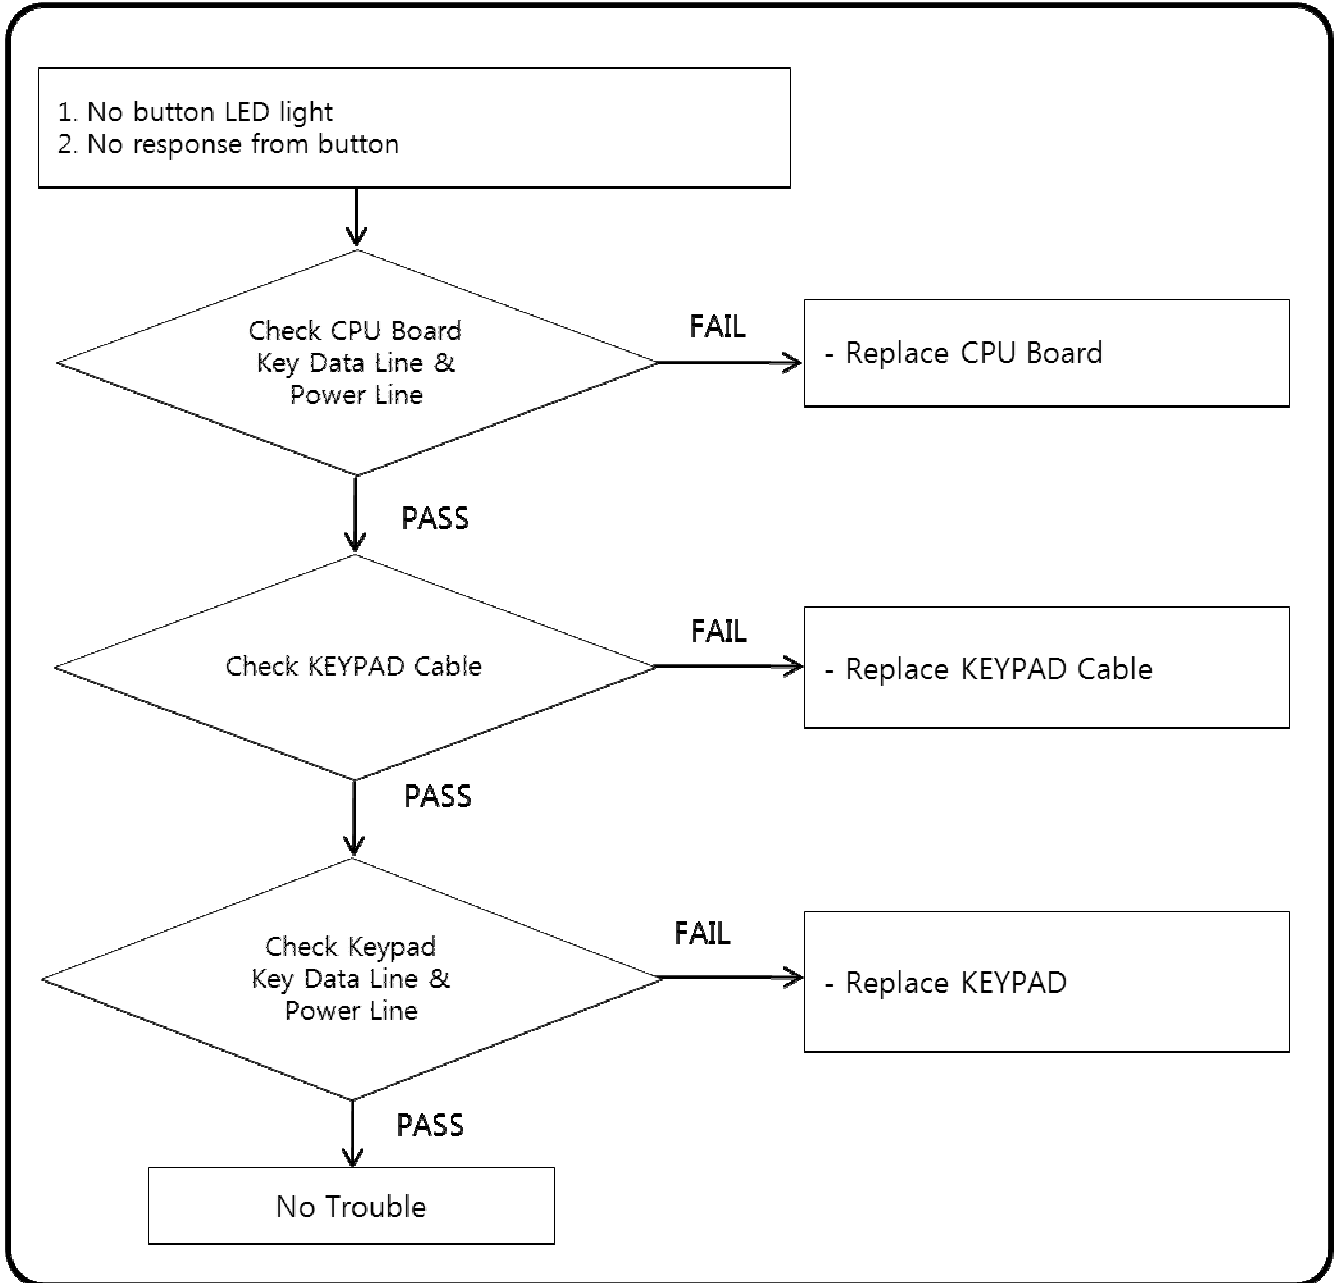 1. No button LED light
2. No response from button
Check CPU Board
Key Data Line &
Power Line
FAIL
- Replace CPU Board
PASS
Check KEYPAD Cable
FAIL
- Replace KEYPAD Cable
PASS
Check Keypad
Key Data Line &
Power Line
FAIL
- Replace KEYPAD
PASS
No Trouble